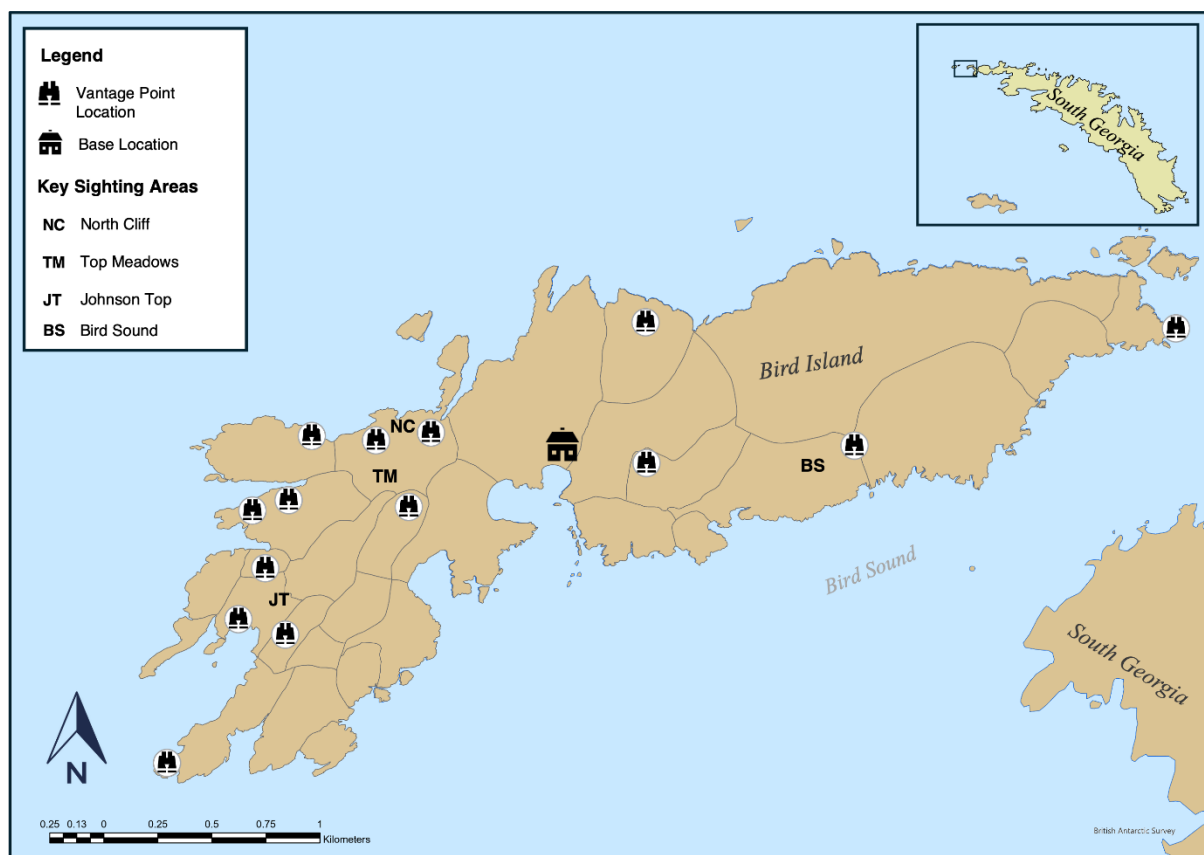 Legend
Vantage Point
Location
Base Location
Key Sighting Areas
NC North Cliff
TM Top Meadows
JT Johnson Top
BS Bird Sound
South Georgia
Bird Island
NC
TM
BS
JT
Bird Sound
South Georgia
N
0.25 0.13 0 0.25 0.5 0.75 1
Kilometers
British Antarctic Survey